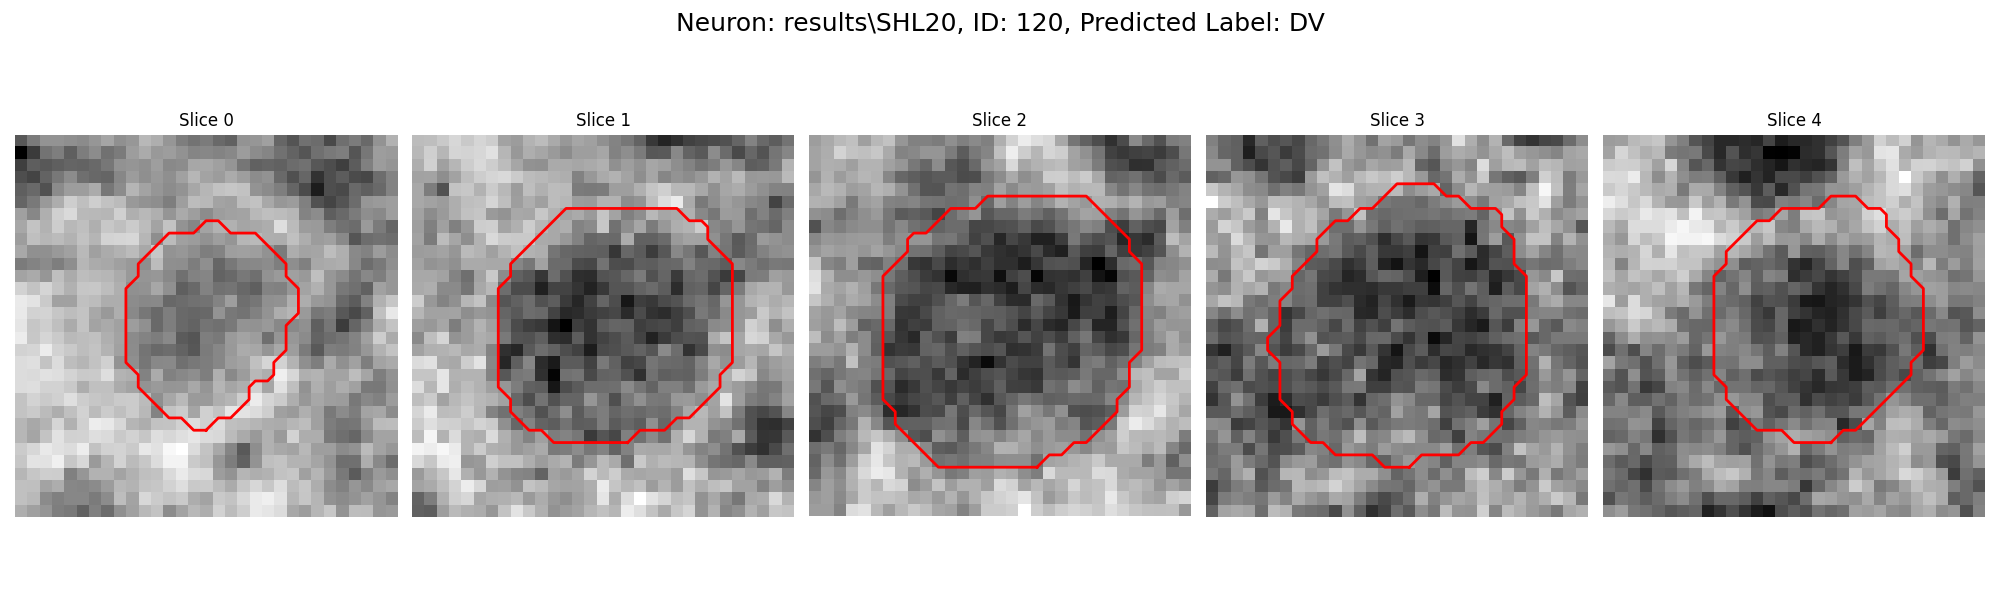 Neuron: results\SHL20, ID: 120, Predicted Label: DV
Slice 0
Slice 1
Slice 2
Slice 3
Slice 4